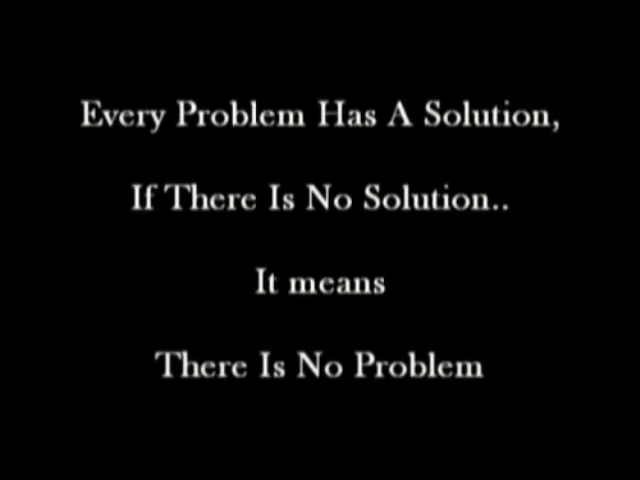 Every Problem Has A Solution,
If There Is No Solution..
It means
There Is No Problem